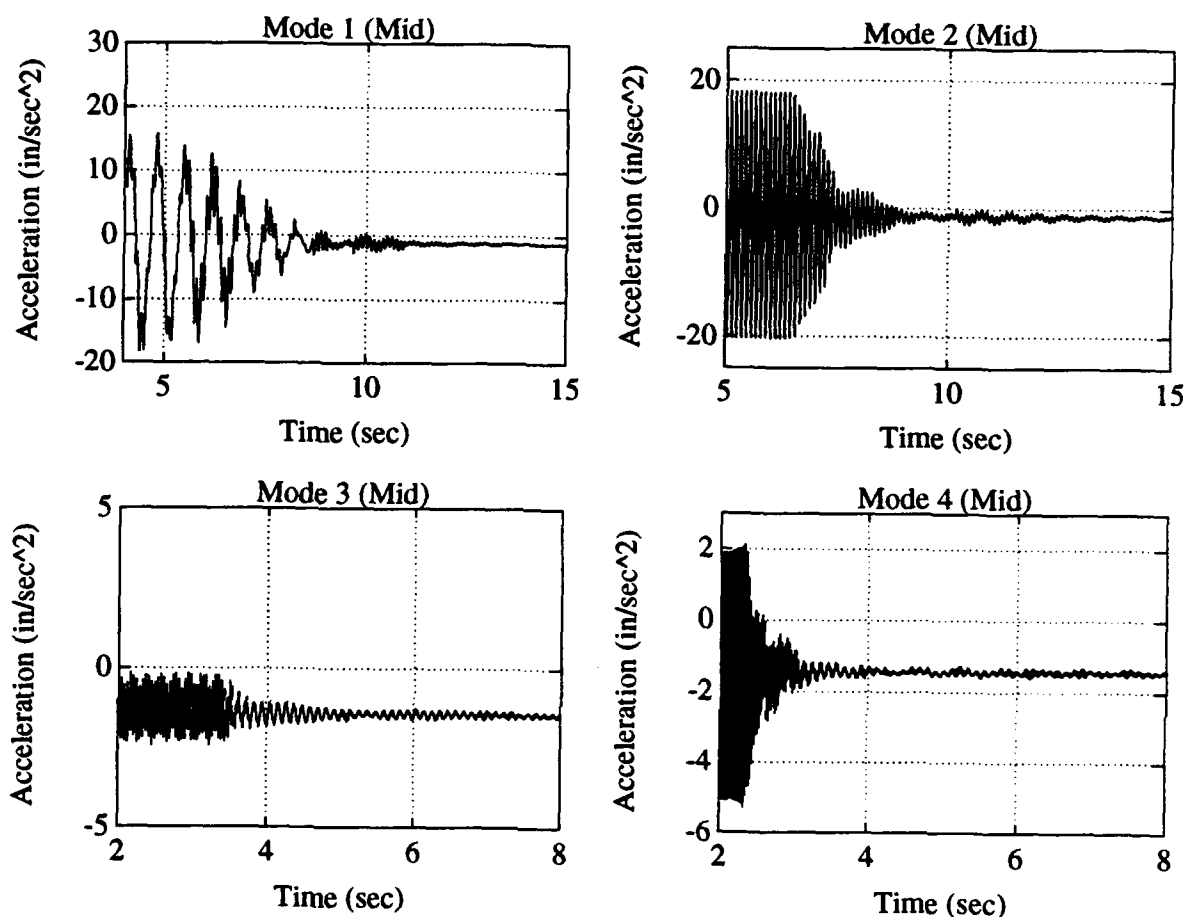 Mode 1 (Mid)
Acceleration (in/sec^2)
30
20
10
0
-10
-20
5
10
15
Time (sec)
Mode 2 (Mid)
Acceleration (in/sec^2)
20
0
-20
5
10
15
Time (sec)
Mode 3 (Mid)
Acceleration (in/sec^2)
5
0
-5
2
4
6
8
Time (sec)
Mode 4 (Mid)
Acceleration (in/sec^2)
2
0
-2
-4
-6
2
4
6
8
Time (sec)